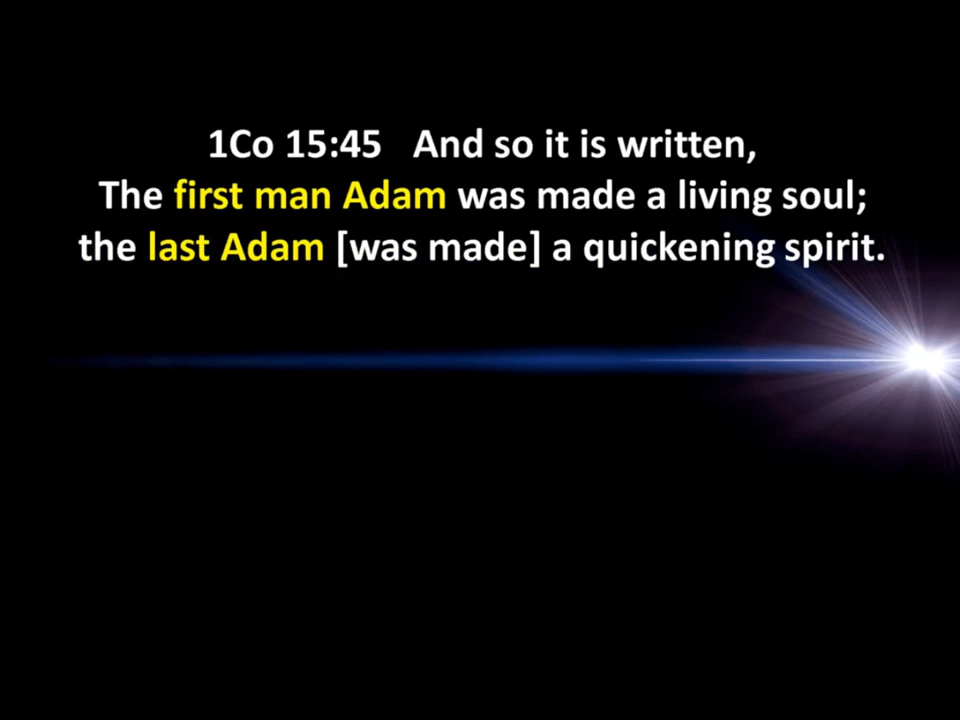 1Co 15:45   And so it is written,
The first man Adam was made a living soul;
the last Adam [was made] a quickening spirit.